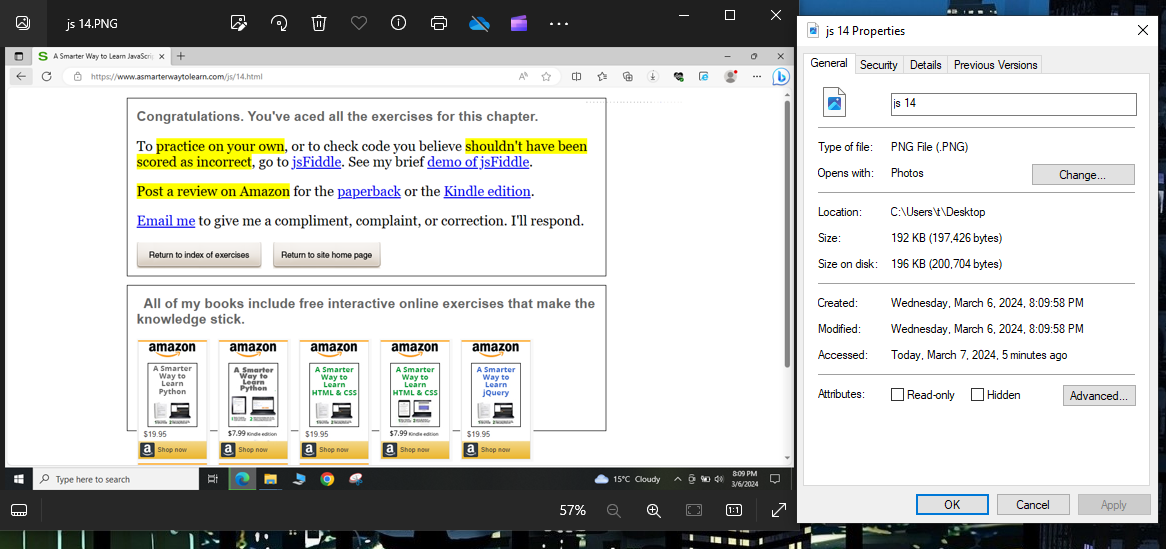 js 14.PNG
A Smarter Way to Learn JavaScrip
https://www.asmarterwaytolearn.com/js/14.html
Congratulations. You've aced all the exercises for this chapter.
To practice on your own, or to check code you believe shouldn't have been
scored as incorrect, go to jsFiddle. See my brief demo of jsFiddle.
Post a review on Amazon for the paperback or the Kindle edition.
Email me to give me a compliment, complaint, or correction. I'll respond.
Return to index of exercises
Return to site home page
All of my books include free interactive online exercises that make the
knowledge stick.
amazon
A Smarter
Way to
Learn
Python
$19.95
Shop now
amazon
A Smarter
Way to
Learn
Python
$7.99 Kindle edition
Shop now
amazon
A Smarter
Way to
Learn
HTML & CSS
$19.95
Shop now
amazon
A Smarter
Way to
Learn
HTML & CSS
$7.99 Kindle edition
Shop now
amazon
A Smarter
Way to
Learn
jQuery
$19.95
Shop now
Type here to search
15°C Cloudy
8:09 PM
3/6/2024
57%
1:1
js 14 Properties
General
Security
Details
Previous Versions
js 14
Type of file: PNG File (.PNG)
Opens with: Photos
Change...
Location: C:\Users\t\Desktop
Size: 192 KB (197,426 bytes)
Size on disk: 196 KB (200,704 bytes)
Created: Wednesday, March 6, 2024, 8:09:58 PM
Modified: Wednesday, March 6, 2024, 8:09:58 PM
Accessed: Today, March 7, 2024, 5 minutes ago
Attributes: Read-only Hidden
Advanced...
OK
Cancel
Apply